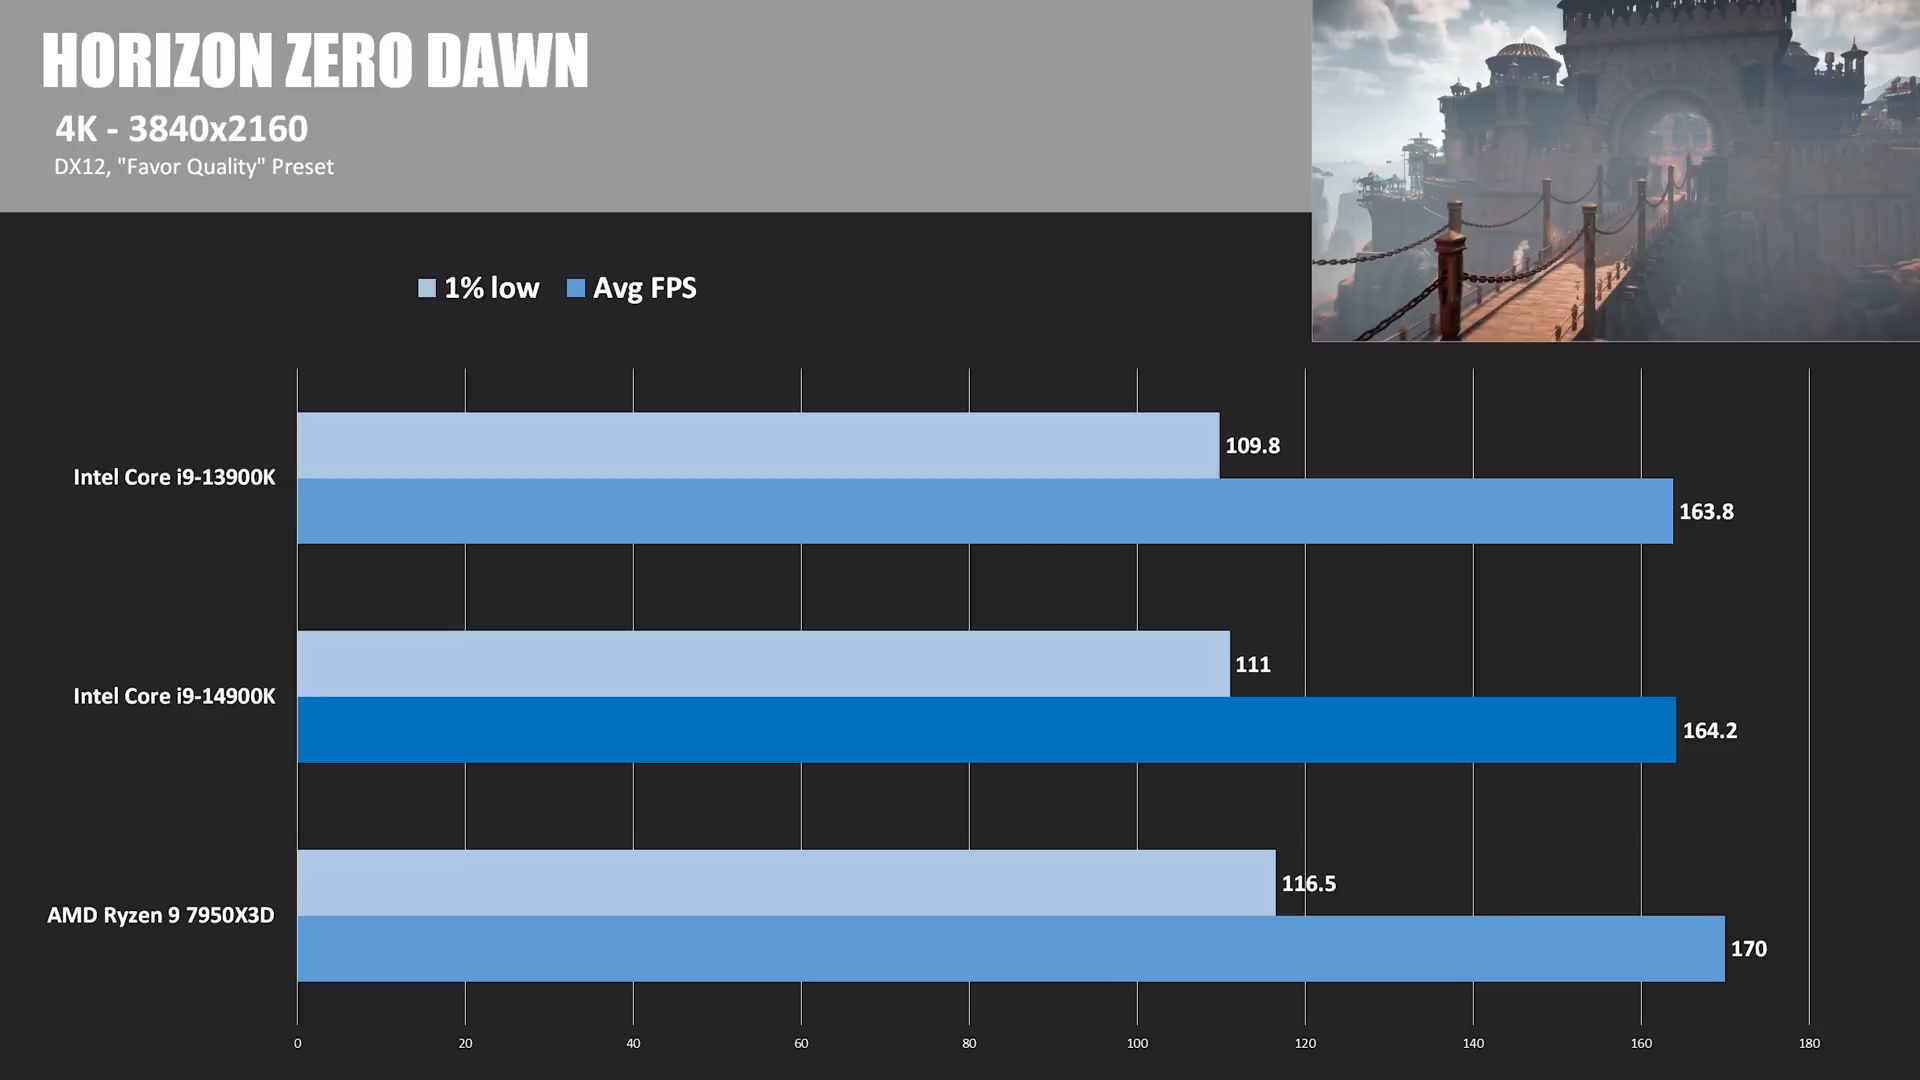 HORIZON ZERO DAWN
4K - 3840x2160
DX12, "Favor Quality" Preset
1% low Avg FPS
109.8
Intel Core i9-13900K
163.8
111
Intel Core i9-14900K
164.2
116.5
AMD Ryzen 9 7950X3D
170
0 20 40 60 80 100 120 140 160 180